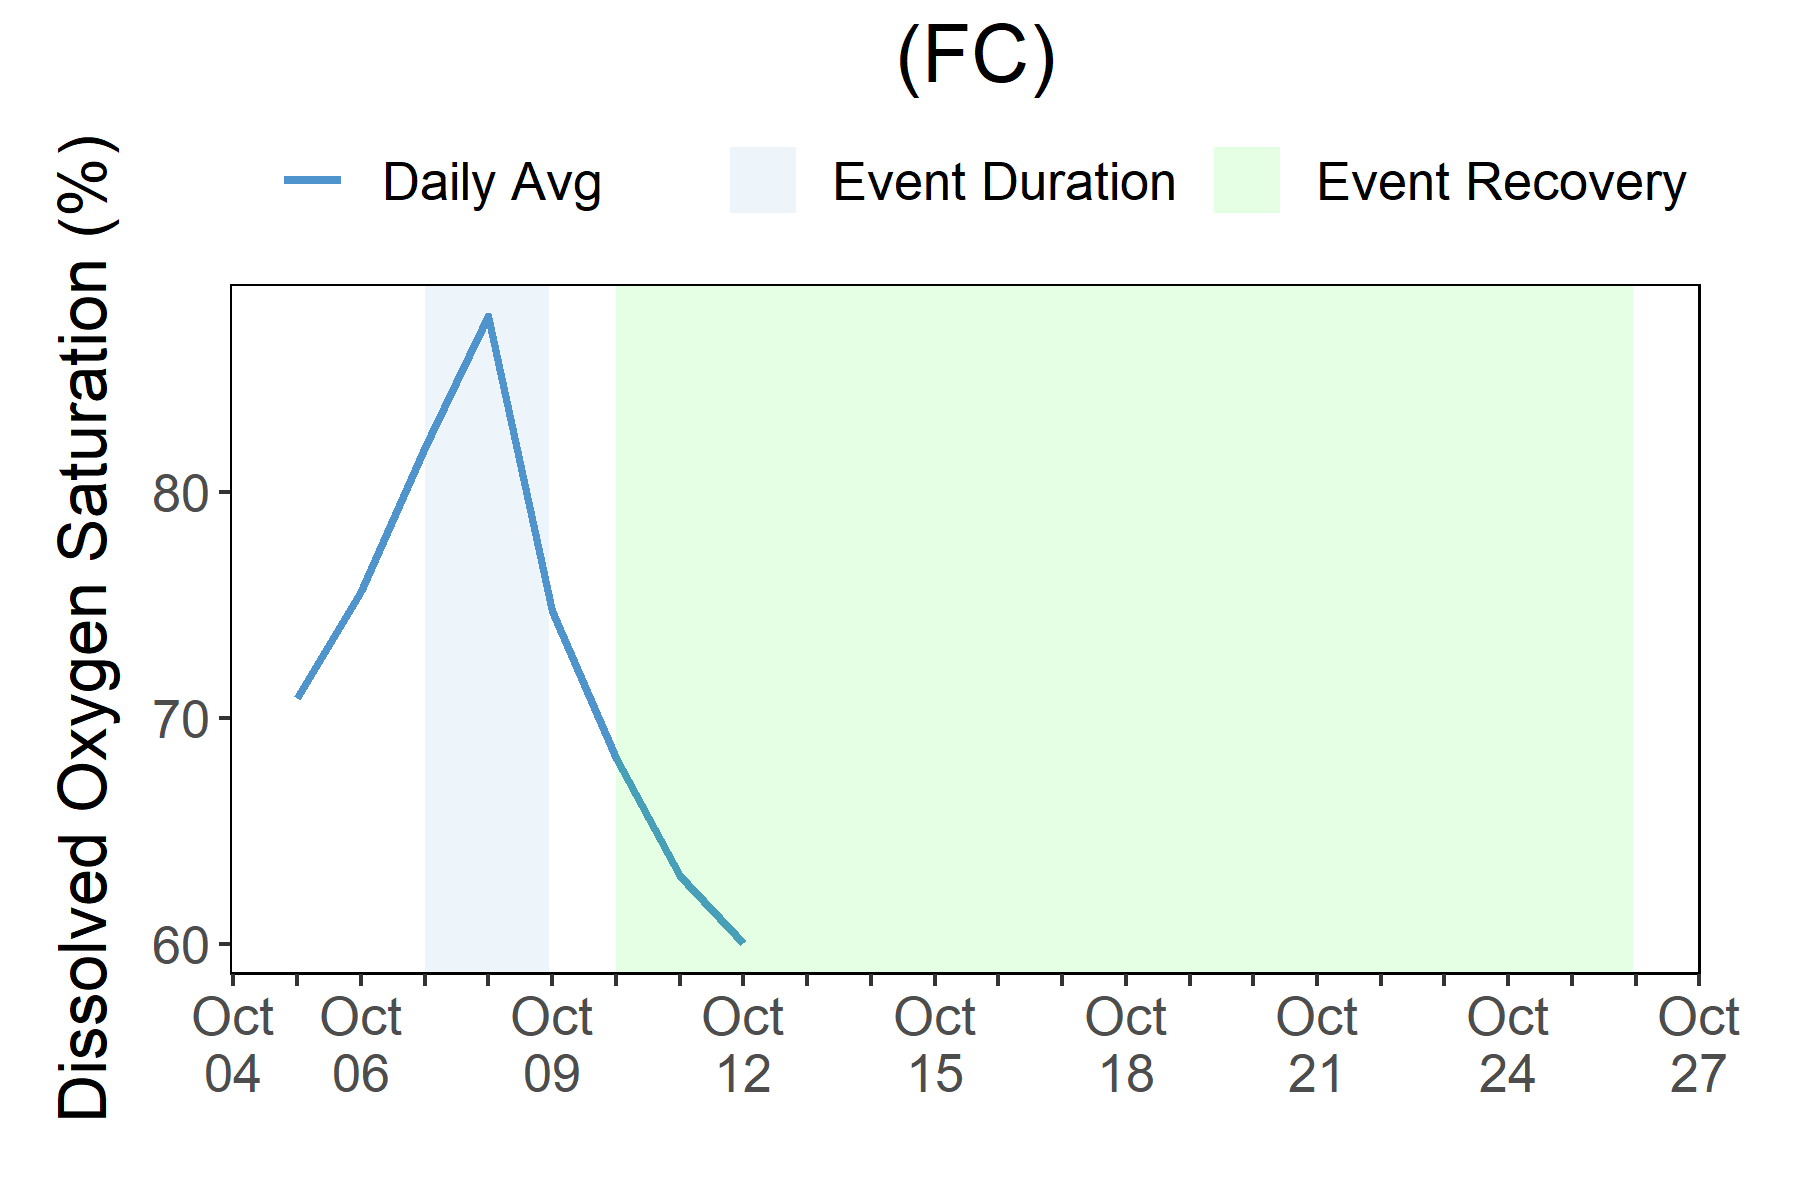 (FC)
Daily Avg
Event Duration
Event Recovery
Dissolved Oxygen Saturation (%)
80
70
60
Oct
04
Oct
06
Oct
09
Oct
12
Oct
15
Oct
18
Oct
21
Oct
24
Oct
27